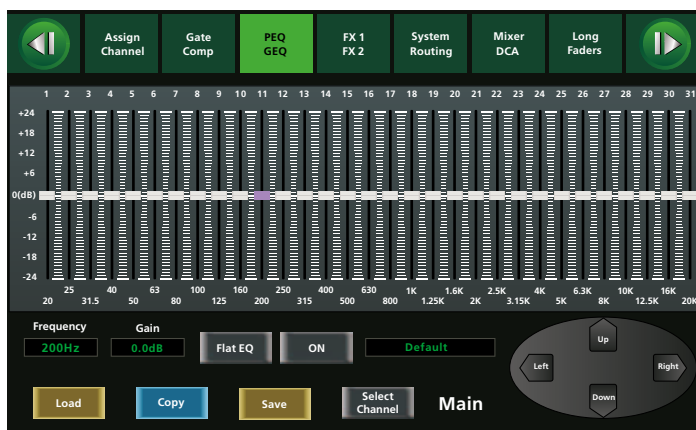 Assign Channel
Gate Comp
PEQ GEQ
FX 1 FX 2
System Routing
Mixer DCA
Long Faders
1 2 3 4 5 6 7 8 9 10 11 12 13 14 15 16 17 18 19 20 21 22 23 24 25 26 27 28 29 30 31
+24
+18
+12
+6
0(dB)
-6
-12
-18
-24
25 40 63 100 160 250 400 630 1K 1.6K 2.5K 4K 6.3K 10K 16K
20 31.5 50 80 125 200 315 500 800 1.25K 2K 3.15K 5K 8K 12.5K 20K
Frequency Gain
200Hz 0.0dB Flat EQ ON Default
Up
Left Right
Down
Load Copy Save Select Channel Main